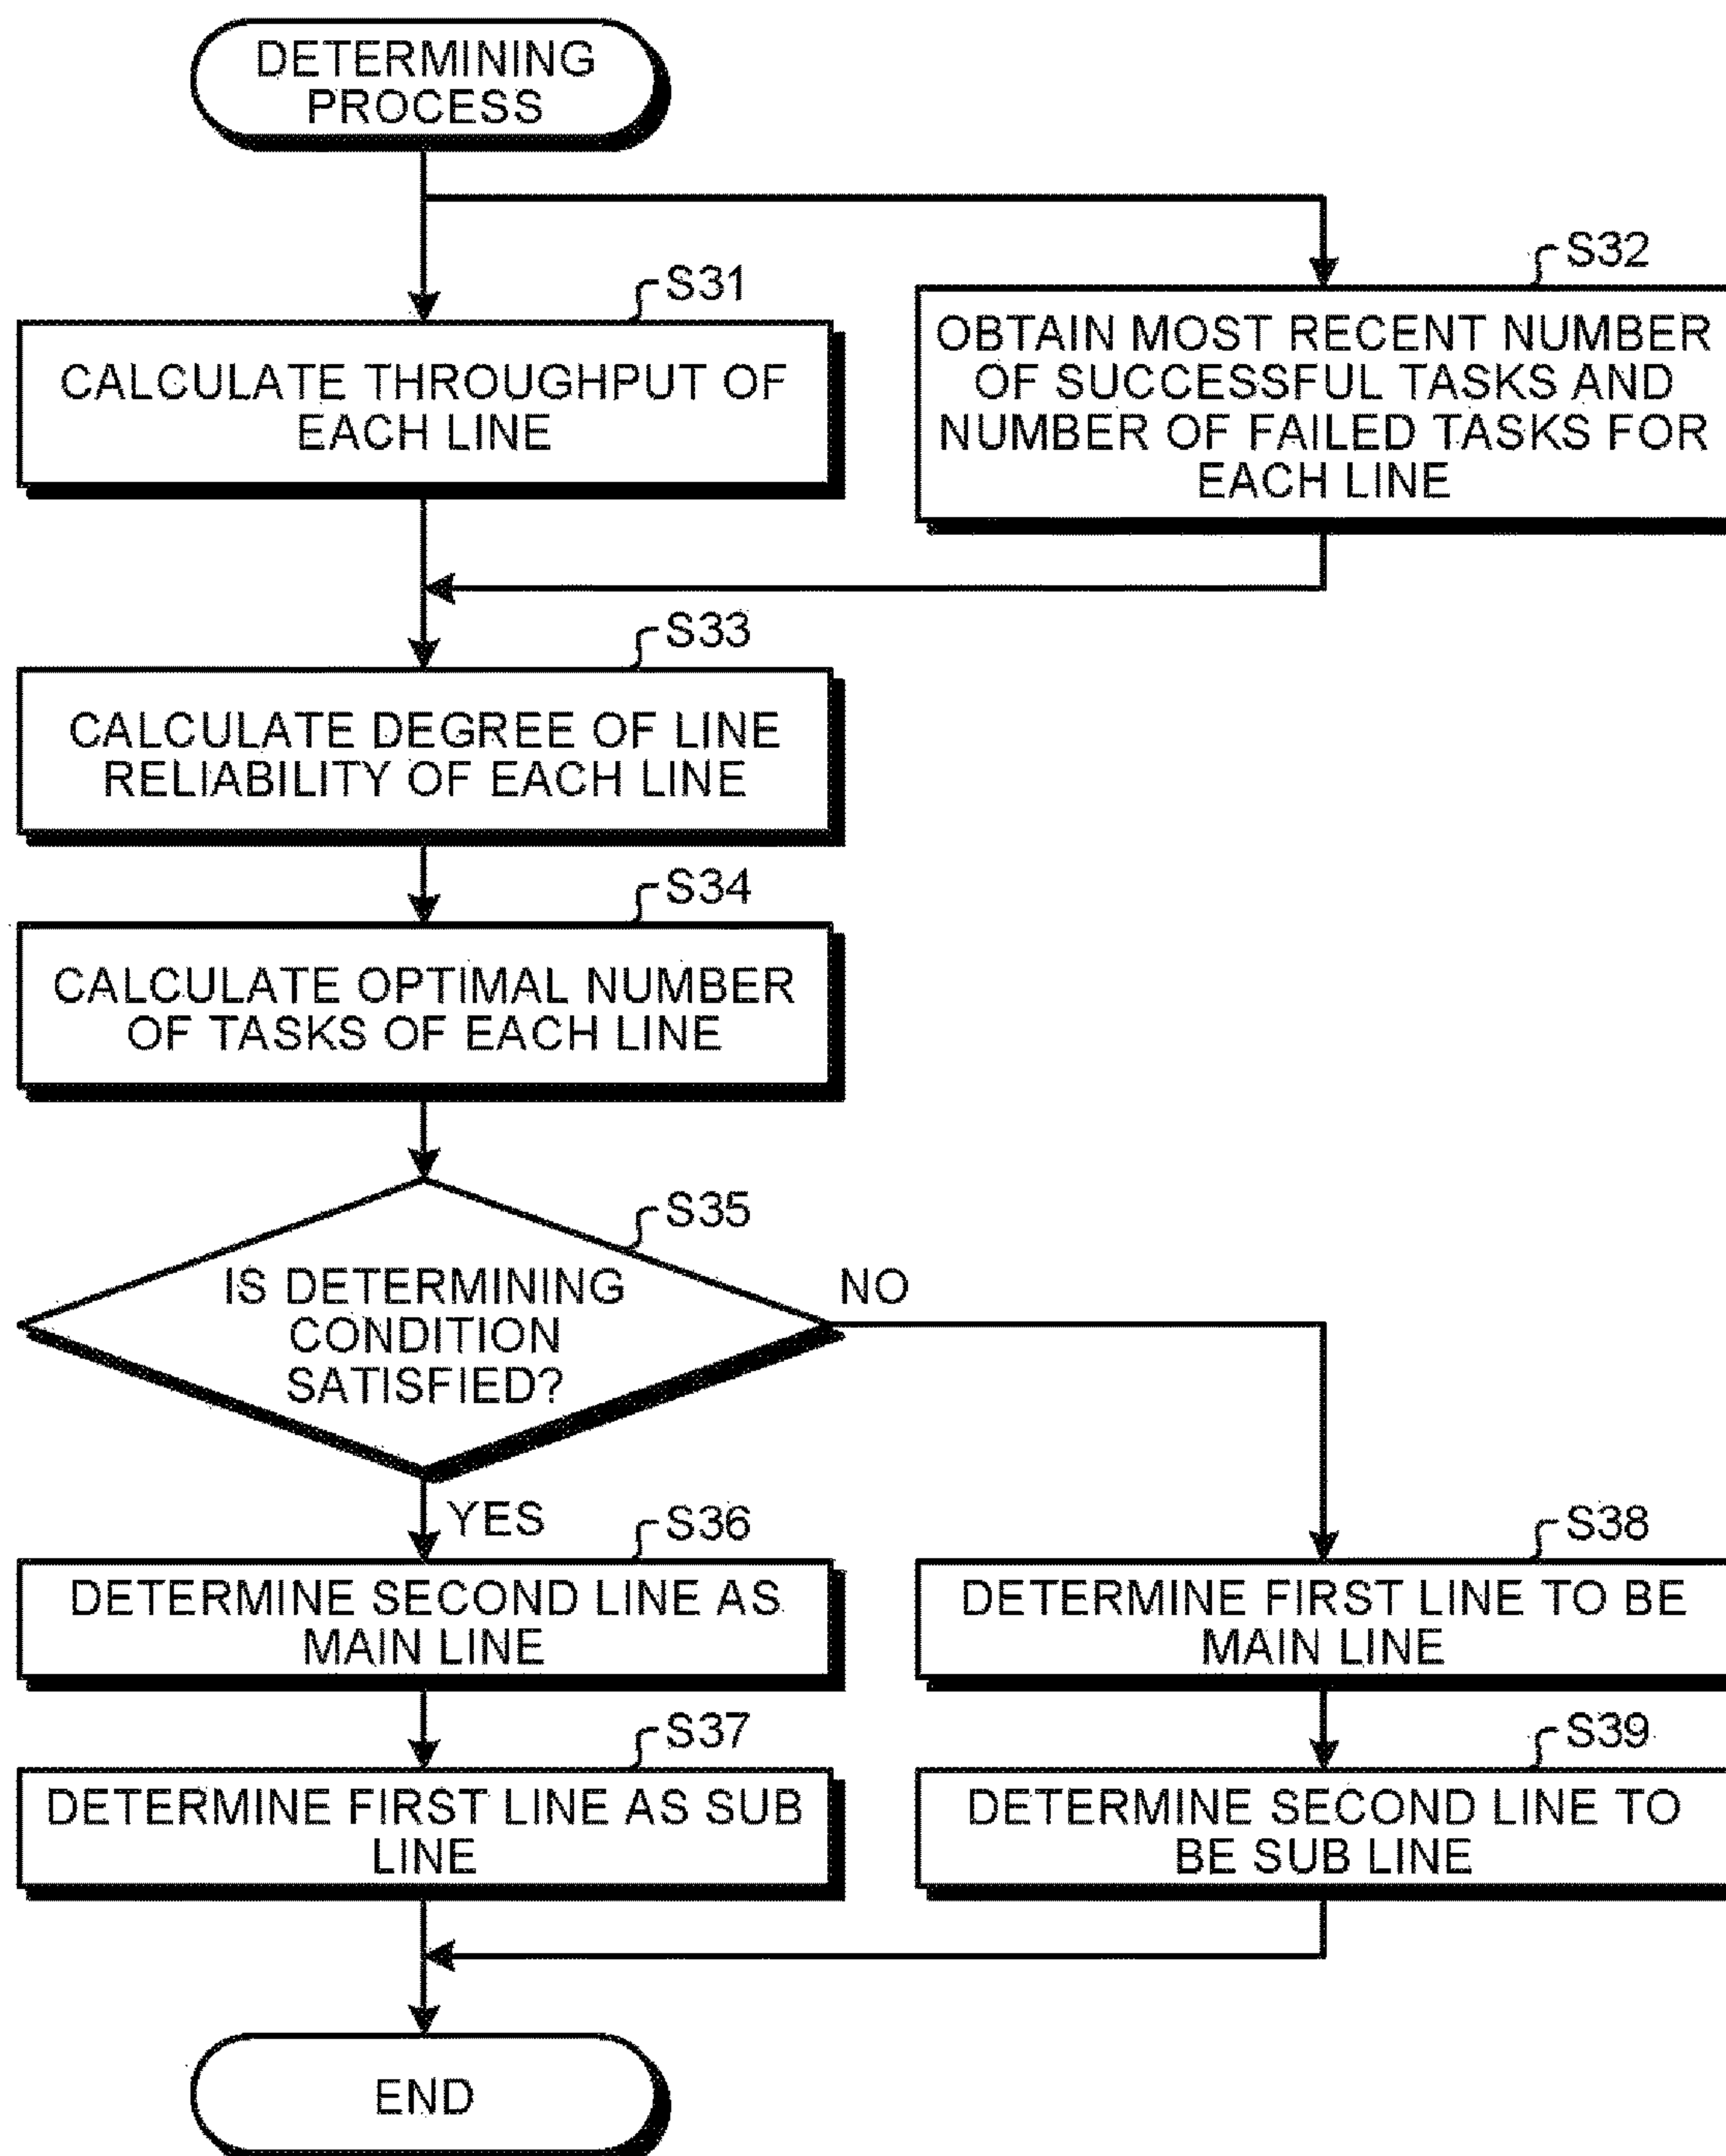 DETERMINING
PROCESS
S31
CALCULATE THROUGHPUT OF
EACH LINE
S32
OBTAIN MOST RECENT NUMBER
OF SUCCESSFUL TASKS AND
NUMBER OF FAILED TASKS FOR
EACH LINE
S33
CALCULATE DEGREE OF LINE
RELIABILITY OF EACH LINE
S34
CALCULATE OPTIMAL NUMBER
OF TASKS OF EACH LINE
S35
IS DETERMINING
CONDITION
SATISFIED?
NO
YES
S36
DETERMINE SECOND LINE AS
MAIN LINE
S37
DETERMINE FIRST LINE AS SUB
LINE
S38
DETERMINE FIRST LINE TO BE
MAIN LINE
S39
DETERMINE SECOND LINE TO
BE SUB LINE
END